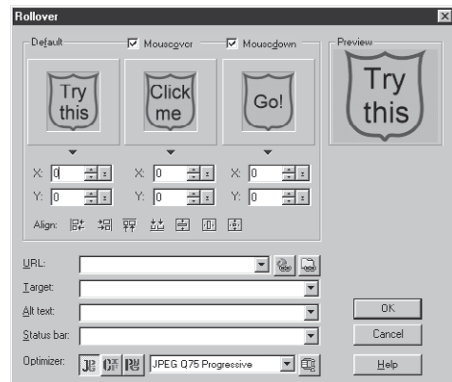 Rollover
Default Mouseover Mousedown Preview
Try this
Click me
Go!
Try this
X: 0 X: 0 X: 0
Y: 0 Y: 0 Y: 0
Align:
URL:
Target:
Alt text:
Status bar:
OK
Cancel
Optimizer: JPEG Q75 Progressive
Help